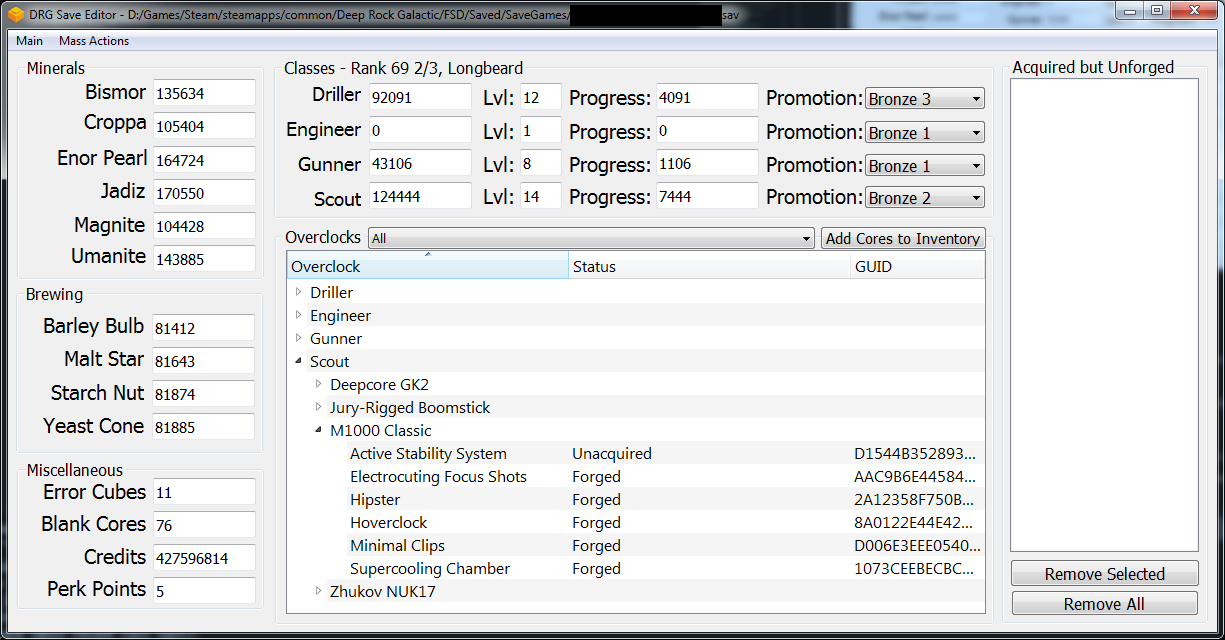 DRG Save Editor - D:/Games/Steam/steamapps/common/Deep Rock Galactic/FSD/Saved/SaveGames/ sav
Main Mass Actions
Minerals
Bismor 135634
Croppa 105404
Enor Pearl 164724
Jadiz 170550
Magnite 104428
Umanite 143885
Brewing
Barley Bulb 81412
Malt Star 81643
Starch Nut 81874
Yeast Cone 81885
Miscellaneous
Error Cubes 11
Blank Cores 76
Credits 427596814
Perk Points 5
Classes - Rank 69 2/3, Longbeard
Driller 92091 Lvl: 12 Progress: 4091 Promotion: Bronze 3
Engineer 0 Lvl: 1 Progress: 0 Promotion: Bronze 1
Gunner 43106 Lvl: 8 Progress: 1106 Promotion: Bronze 1
Scout 124444 Lvl: 14 Progress: 7444 Promotion: Bronze 2
Overclocks All Add Cores to Inventory
Overclock Status GUID
Driller
Engineer
Gunner
Scout
Deepcore GK2
Jury-Rigged Boomstick
M1000 Classic
Active Stability System Unacquired D1544B352893...
Electrocuting Focus Shots Forged AAC9B6E44584...
Hipster Forged 2A12358F750B...
Hoverclock Forged 8A0122E44E42...
Minimal Clips Forged D006E3EEE0540...
Supercooling Chamber Forged 1073CEEBECBC...
Zhukov NUK17
Acquired but Unforged
Remove Selected
Remove All